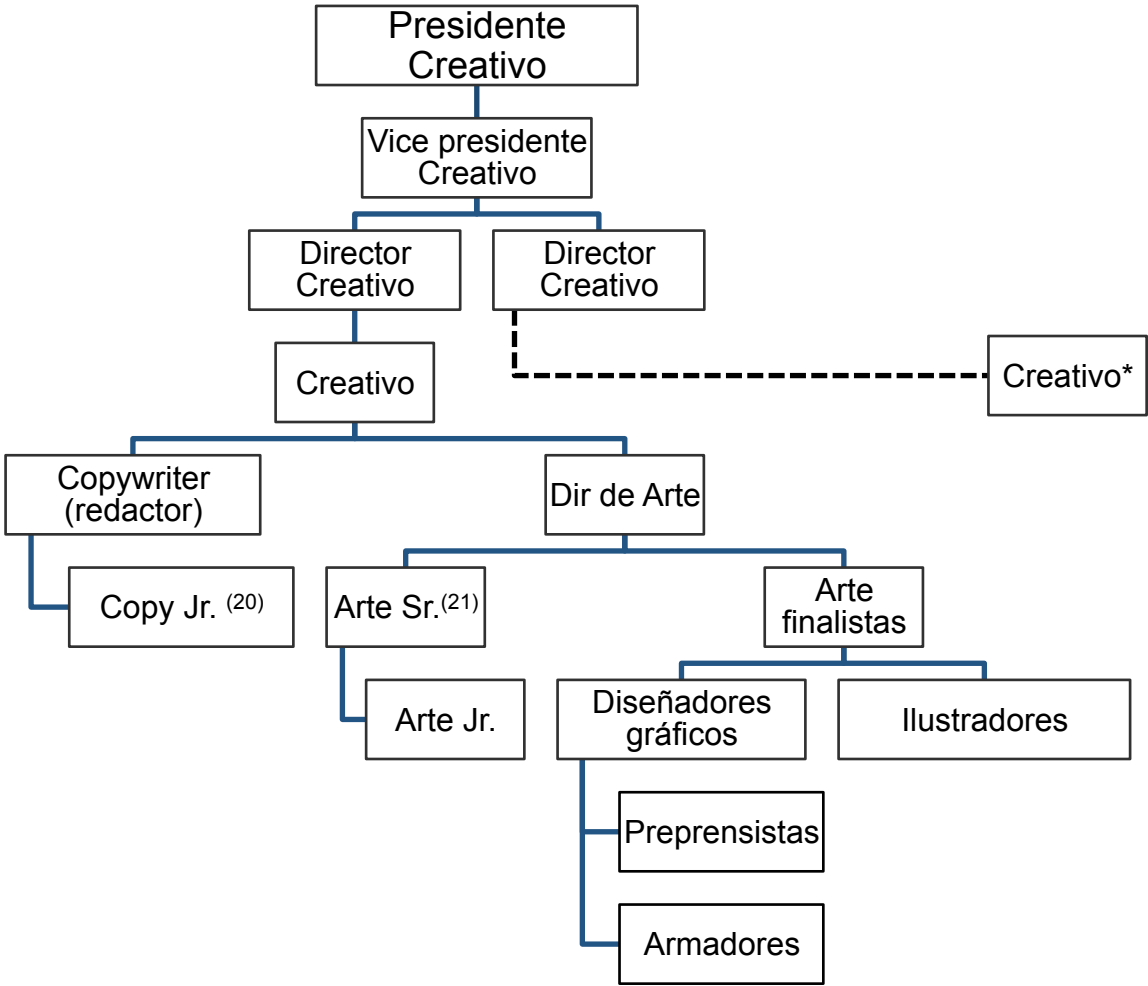 Presidente
Creativo
Vice presidente
Creativo
Director
Creativo
Director
Creativo
Creativo
Creativo*
Copywriter
(redactor)
Dir de Arte
Copy Jr. (20)
Arte Sr.(21)
Arte
finalistas
Arte Jr.
Diseñadores
gráficos
Ilustradores
Preprensistas
Armadores